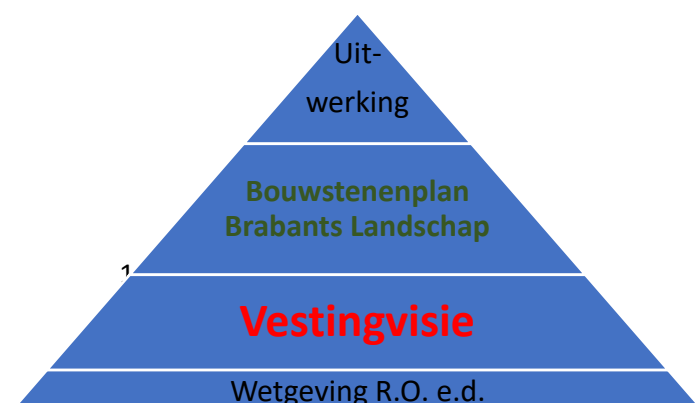 Uit-
werking
Bouwstenenplan
Brabants Landschap
1
Vestingvisie
Wetgeving R.O. e.d.